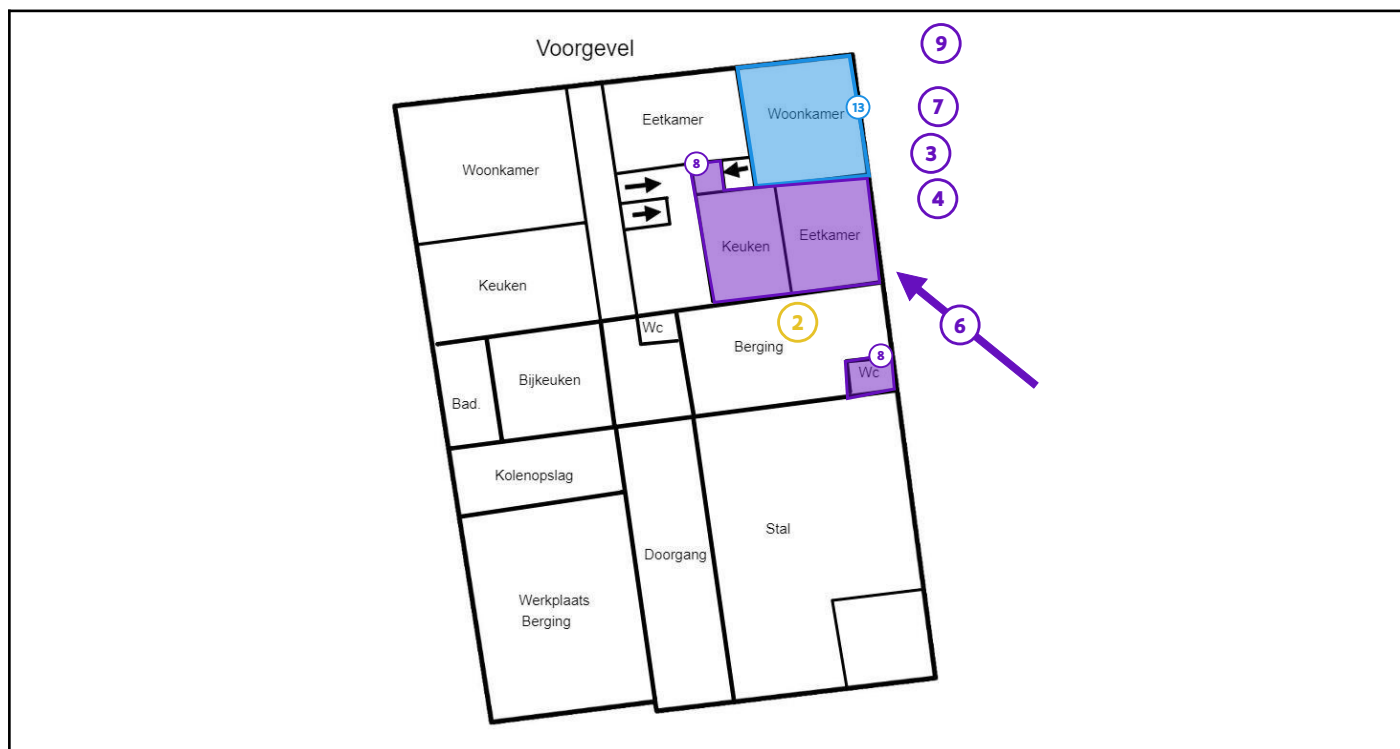 Voorgevel
9
Woonkamer
13
7
Eetkamer
3
8
Woonkamer
4
Eetkamer
Keuken
Keuken
2
6
Wc
Berging
8
Wc
Bijkeuken
Bad.
Kolenopslag
Stal
Doorgang
Werkplaats
Berging